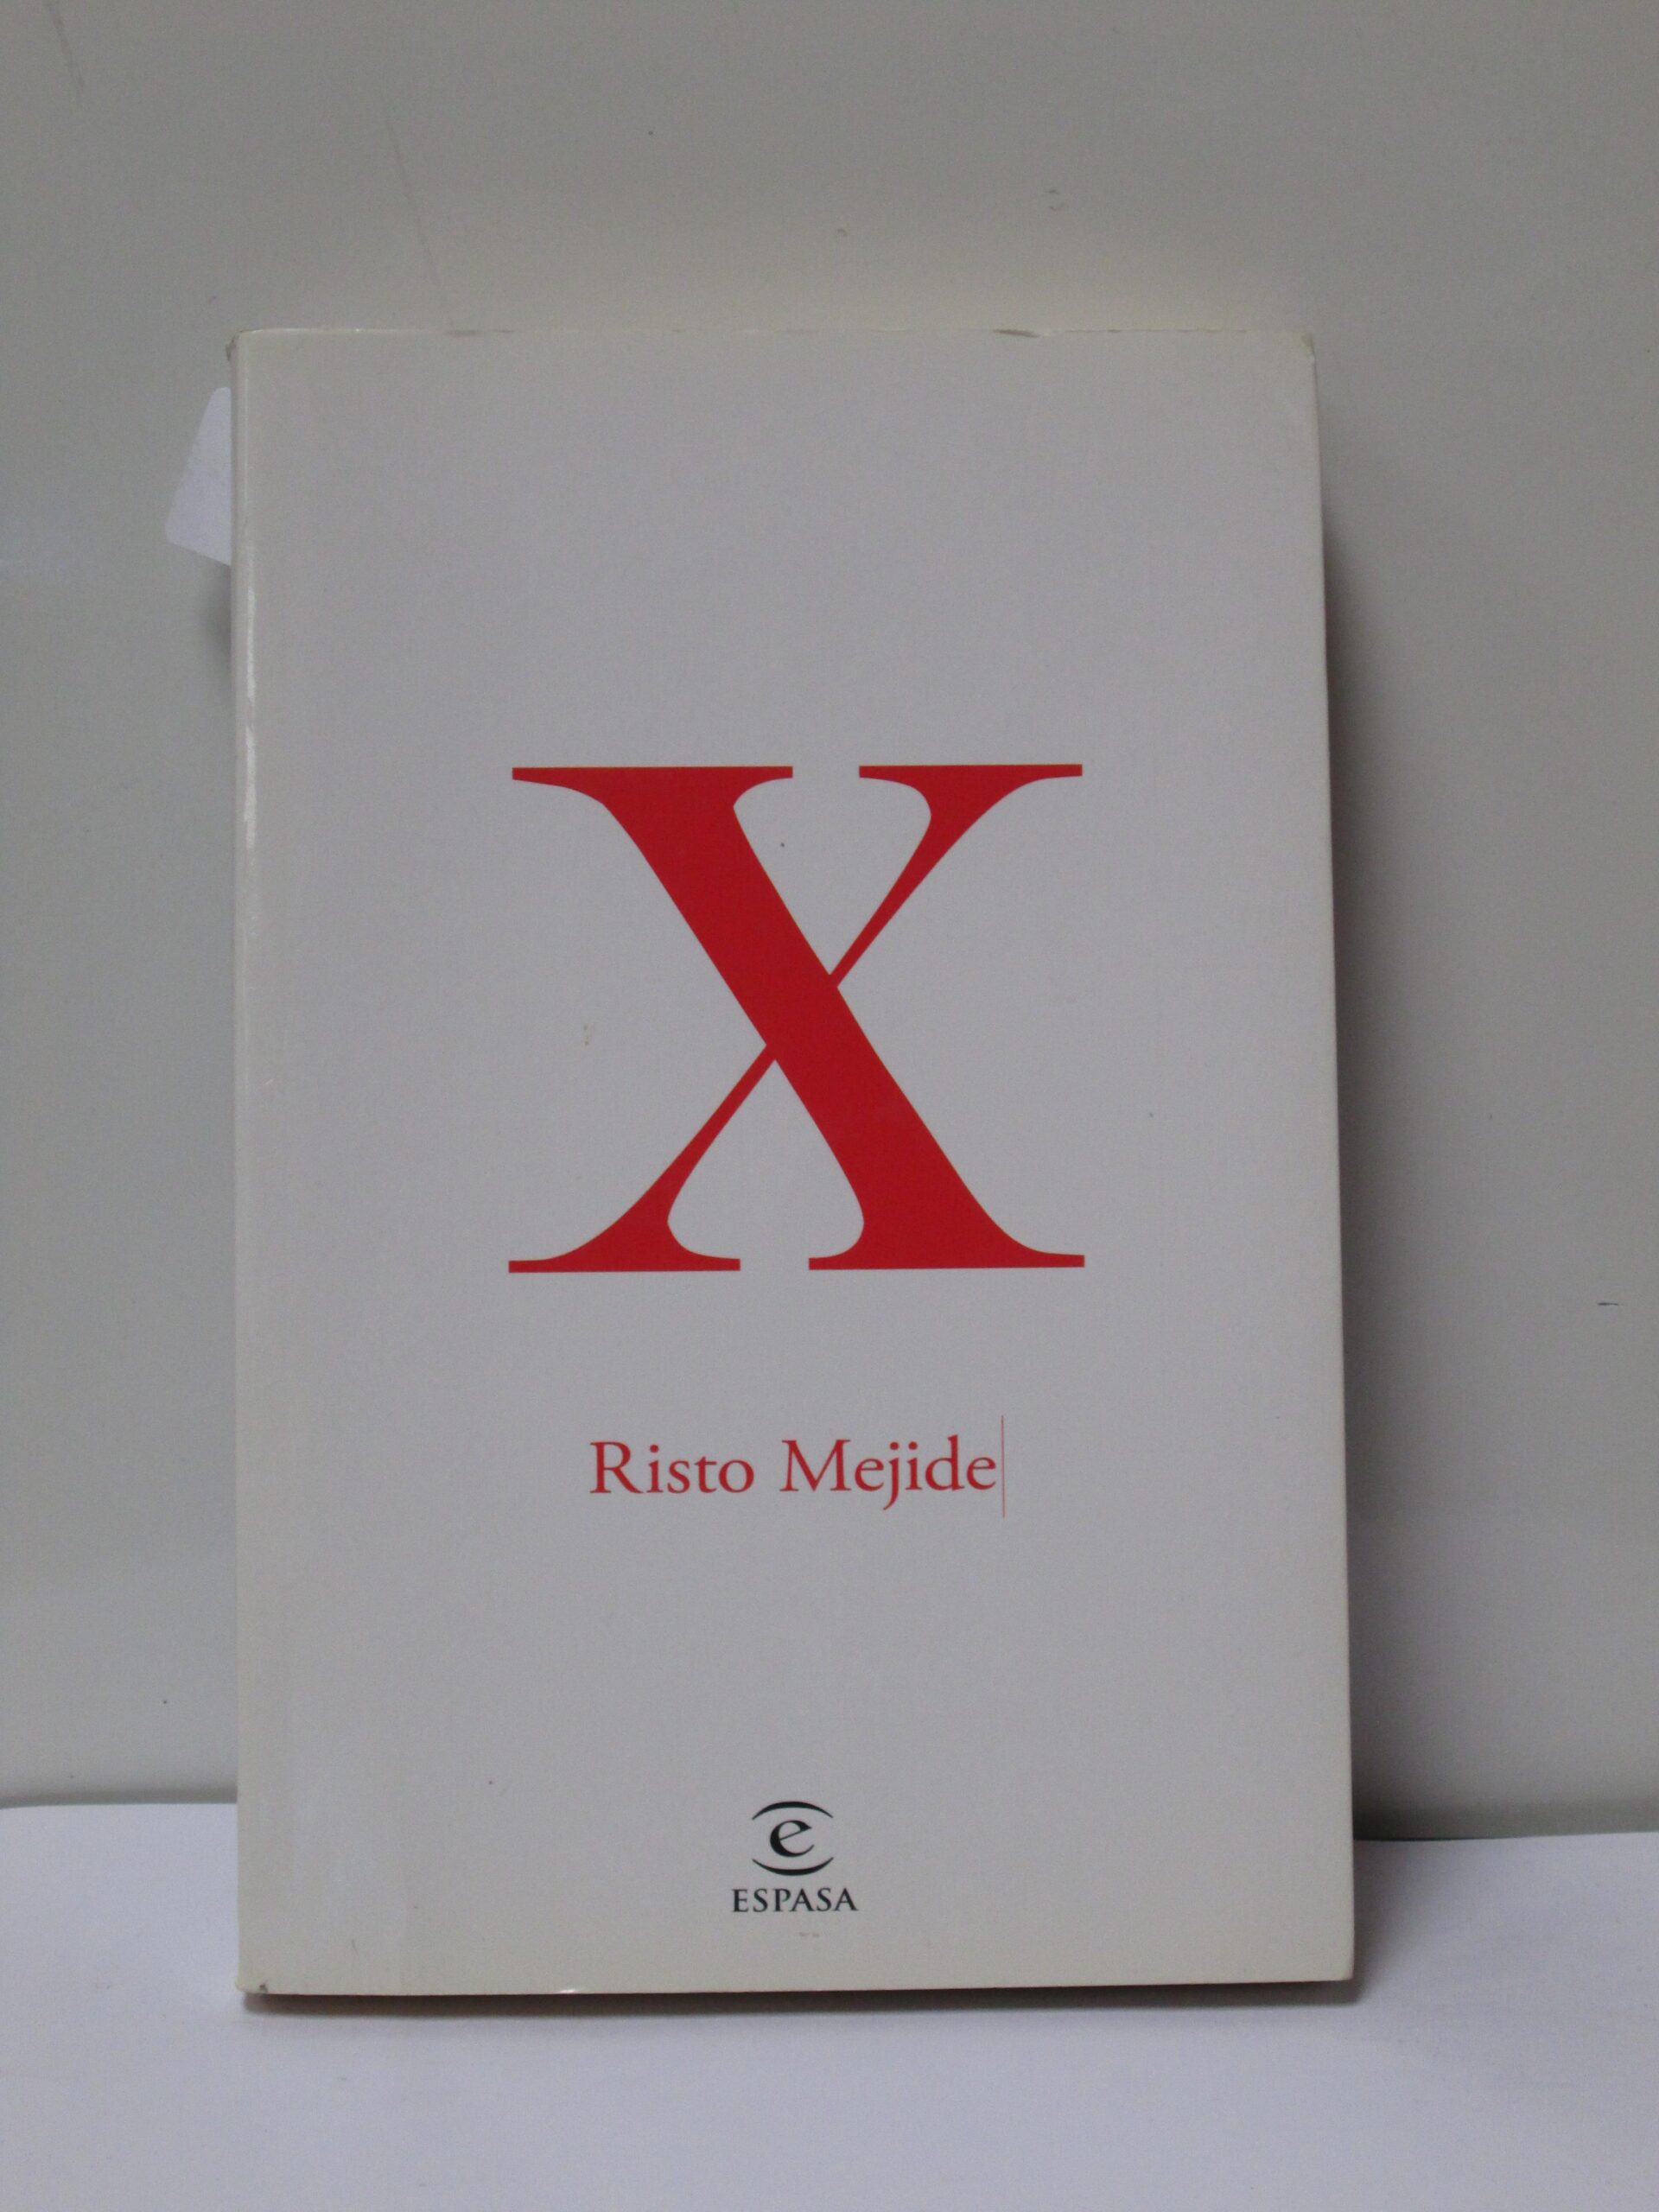 X
Risto Mejide
e
ESPASA